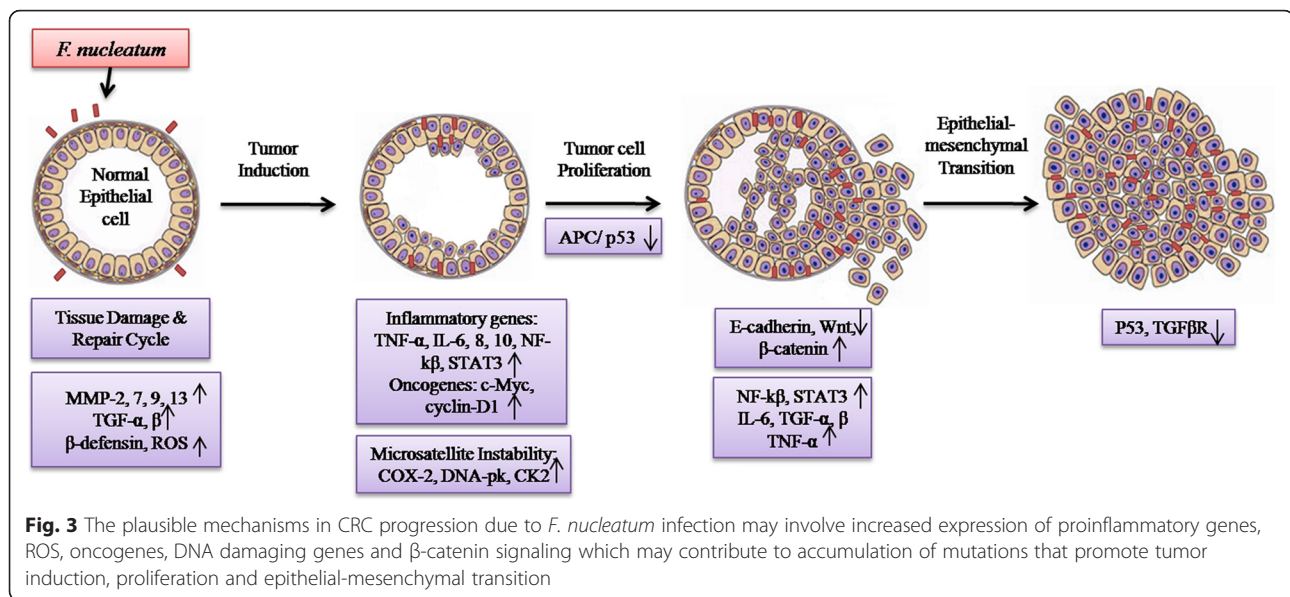 F. nucleatum
Normal
Epithelial
cell
Tumor
Induction
Tumor cell
Proliferation
APC/ p53 ↓
Epithelial-
mesenchymal
Transition
Tissue Damage &
Repair Cycle
MMP-2, 7, 9, 13 ↑
TGF-α, β ↑
β-defensin, ROS ↑
Inflammatory genes:
TNF-α, IL-6, 8, 10, NF-
kβ, STAT3 ↑
Oncogenes: c-Myc,
cyclin-D1 ↑
Microsatellite Instability:
COX-2, DNA-pk, CK2 ↑
E-cadherin, Wnt, ↓
β-catenin ↑
NF-kβ, STAT3 ↑
IL-6, TGF-α, β
TNF-α ↑
P53, TGFβR ↓
Fig. 3 The plausible mechanisms in CRC progression due to F. nucleatum infection may involve increased expression of proinflammatory genes,
ROS, oncogenes, DNA damaging genes and β-catenin signaling which may contribute to accumulation of mutations that promote tumor
induction, proliferation and epithelial-mesenchymal transition